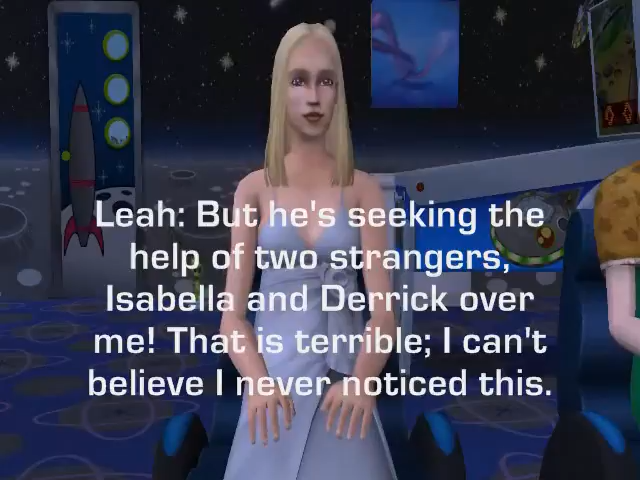 Leah: But he's seeking the
help of two strangers,
Isabella and Derrick over
me! That is terrible; I can't
believe I never noticed this.